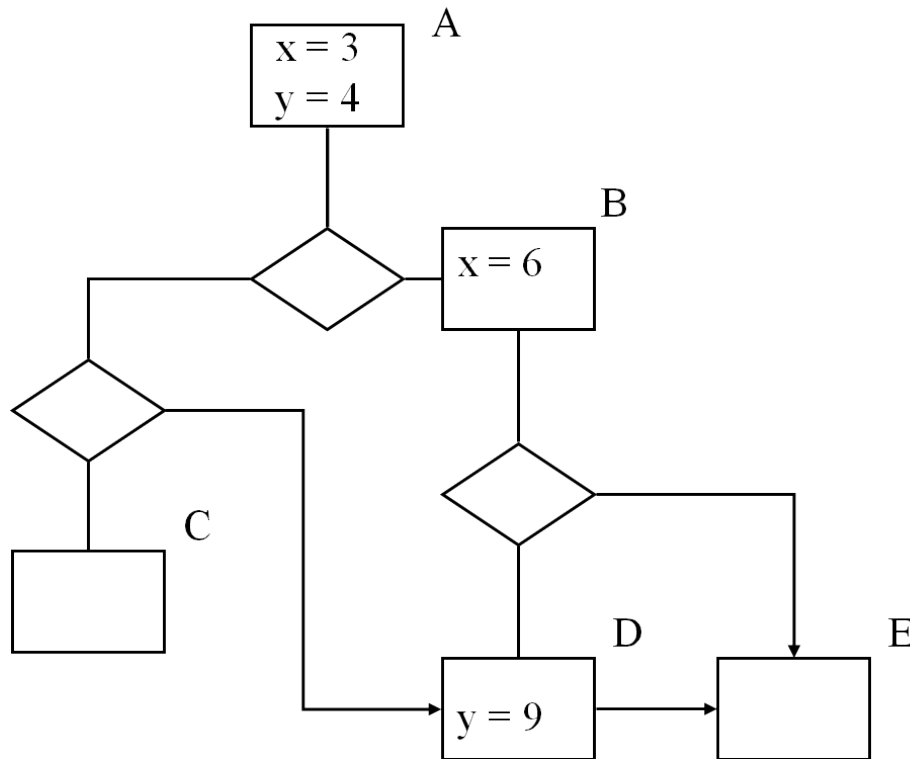 A
x = 3
y = 4
B
x = 6
C
D
E
y = 9